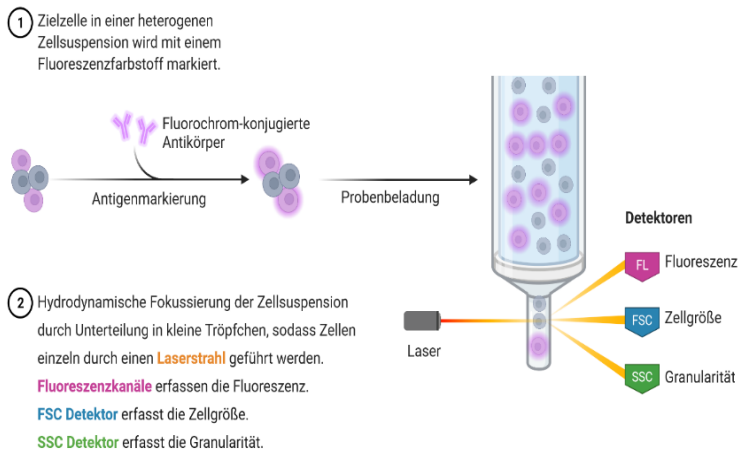 1 Zielzelle in einer heterogenen
Zellsuspension wird mit einem
Fluoreszenzfarbstoff markiert.
Fluorochrom-konjugierte
Antikörper
Antigenmarkierung
Probenbeladung
Detektoren
FL Fluoreszenz
FSC Zellgröße
SSC Granularität
Laser
2 Hydrodynamische Fokussierung der Zellsuspension
durch Unterteilung in kleine Tröpfchen, sodass Zellen
einzeln durch einen Laserstrahl geführt werden.
Fluoreszenzkanäle erfassen die Fluoreszenz.
FSC Detektor erfasst die Zellgröße.
SSC Detektor erfasst die Granularität.